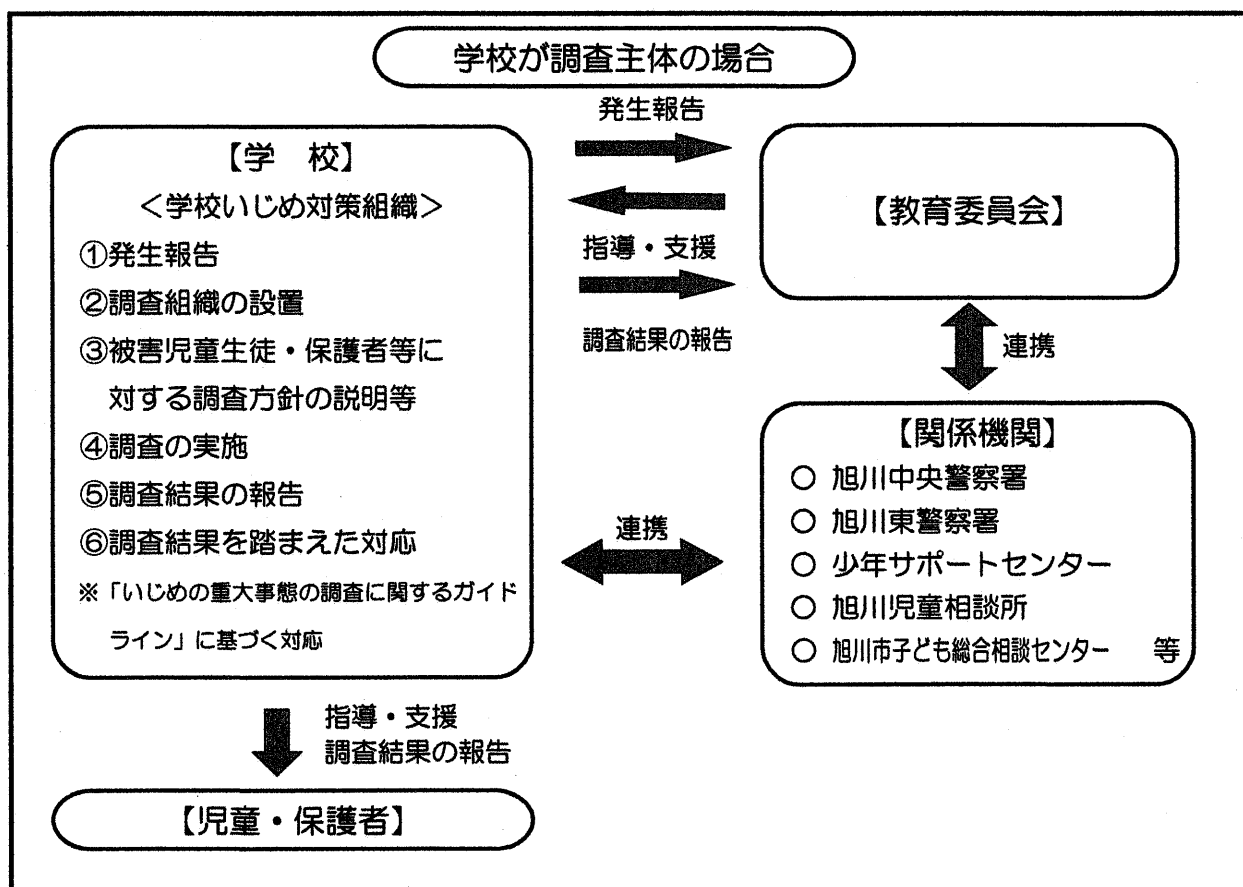 学校が調査主体の場合
発生報告
【学　校】
＜学校いじめ対策組織＞
①発生報告
②調査組織の設置
③被害児童生徒・保護者等に
対する調査方針の説明等
④調査の実施
⑤調査結果の報告
⑥調査結果を踏まえた対応
※「いじめの重大事態の調査に関するガイド
ライン」に基づく対応
指導・支援
調査結果の報告
【教育委員会】
連携
連携
【関係機関】
○ 旭川中央警察署
○ 旭川東警察署
○ 少年サポートセンター
○ 旭川児童相談所
○ 旭川市子ども総合相談センター　等
指導・支援
調査結果の報告
【児童・保護者】